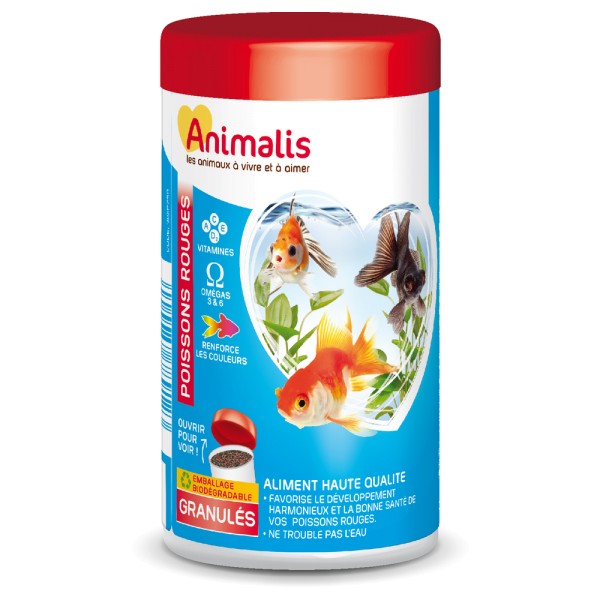 Animalis
les animaux à vivre et à aimer
POISSONS ROUGES
A C E
D3
VITAMINES
Ω
OMÉGAS
3 & 6
RENFORCE
LES COULEURS
OUVRIR
POUR
VOIR !
EMBALLAGE
BIODÉGRADABLE
GRANULÉS
ALIMENT HAUTE QUALITE
• FAVORISE LE DÉVELOPPEMENT
HARMONIEUX ET LA BONNE SANTÉ DE
VOS POISSONS ROUGES.
• NE TROUBLE PAS L'EAU